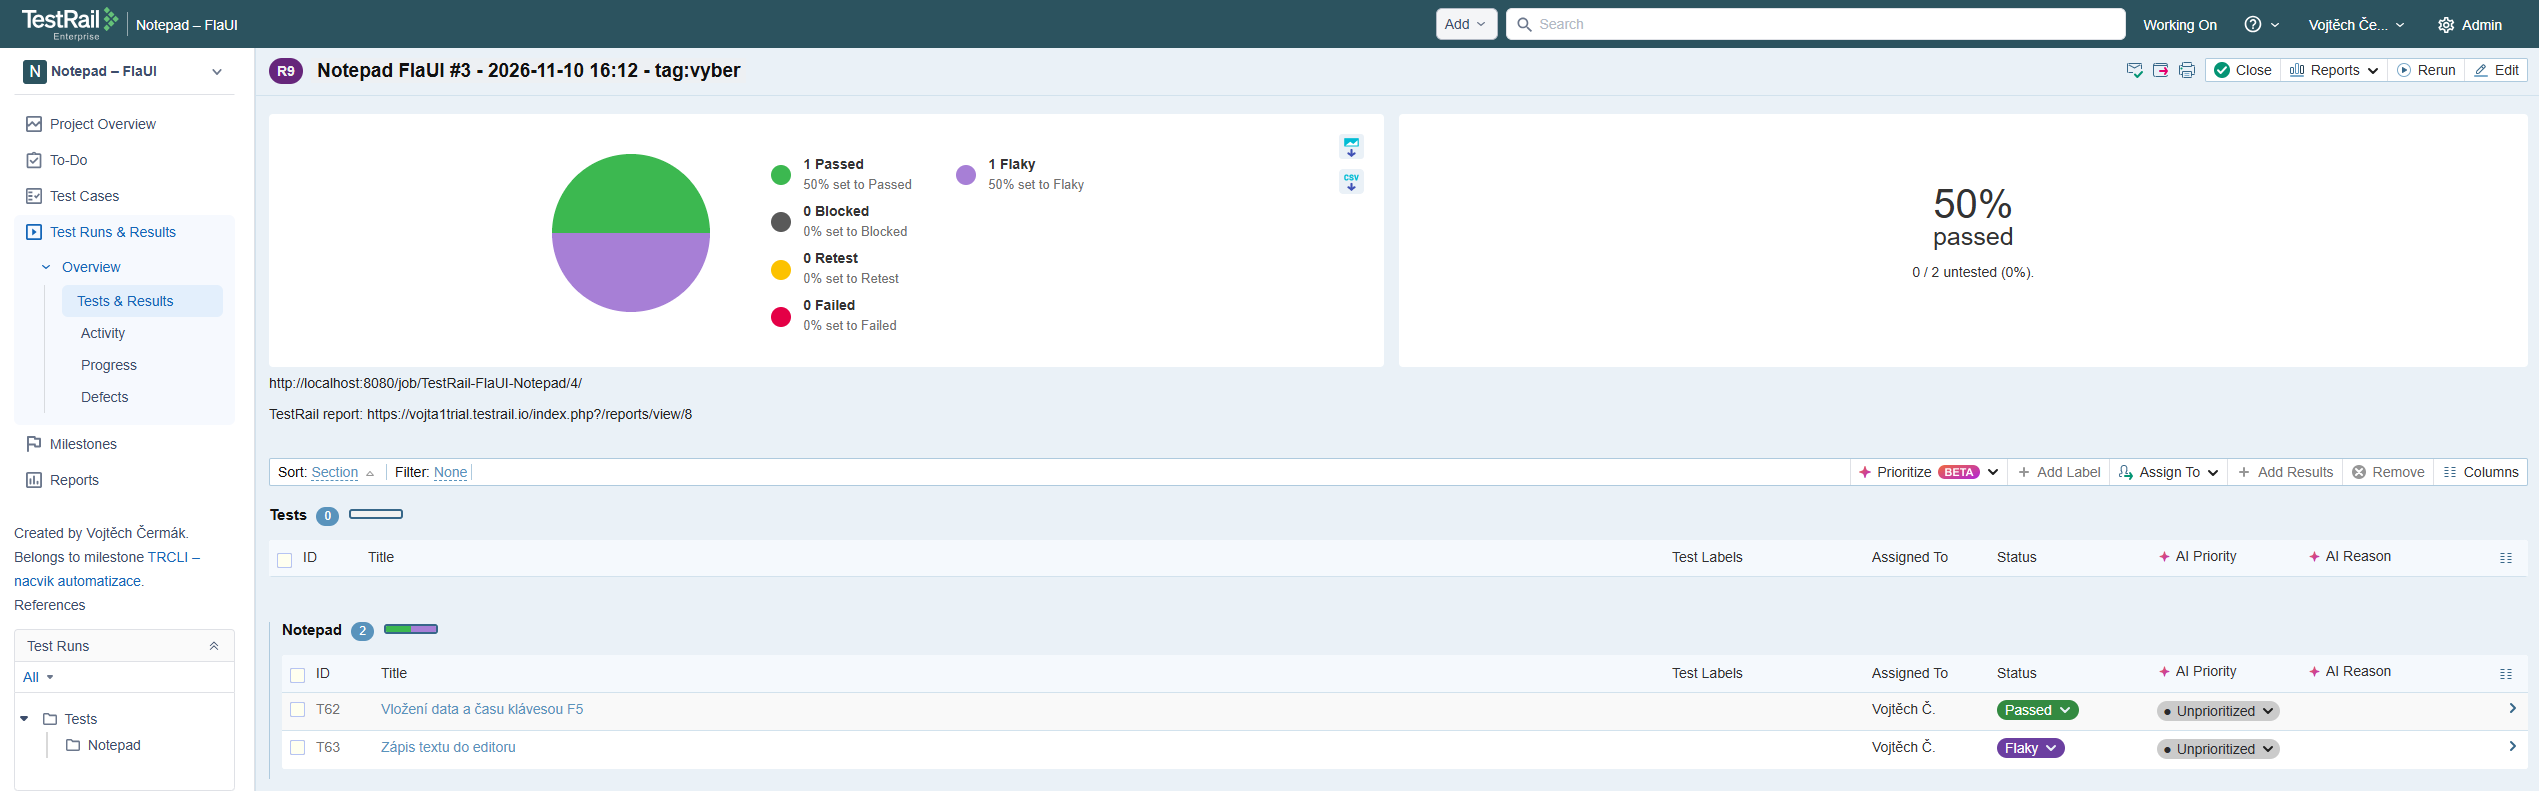 TestRail
Enterprise
Notepad – FlaUI
Add
Search
Working On
Vojtěch Če...
Admin
N Notepad – FlaUI
R9 Notepad FlaUI #3 - 2026-11-10 16:12 - tag:vyber
Close
Reports
Rerun
Edit
Project Overview
To-Do
Test Cases
Test Runs & Results
Overview
Tests & Results
Activity
Progress
Defects
Milestones
Reports
1 Passed
50% set to Passed
0 Blocked
0% set to Blocked
0 Retest
0% set to Retest
0 Failed
0% set to Failed
1 Flaky
50% set to Flaky
CSV
50%
passed
0 / 2 untested (0%).
http://localhost:8080/job/TestRail-FlaUI-Notepad/4/
TestRail report: https://vojta1trial.testrail.io/index.php?/reports/view/8
Created by Vojtěch Čermák.
Belongs to milestone TRCLI –
nacvik automatizace.
References
Test Runs
All
Tests
Notepad
Sort: Section Filter: None
Prioritize BETA
Add Label
Assign To
Add Results
Remove
Columns
Tests 0
ID Title Test Labels Assigned To Status AI Priority AI Reason
Notepad 2
ID Title Test Labels Assigned To Status AI Priority AI Reason
T62 Vložení data a času klávesou F5 Vojtěch Č. Passed Unprioritized
T63 Zápis textu do editoru Vojtěch Č. Flaky Unprioritized